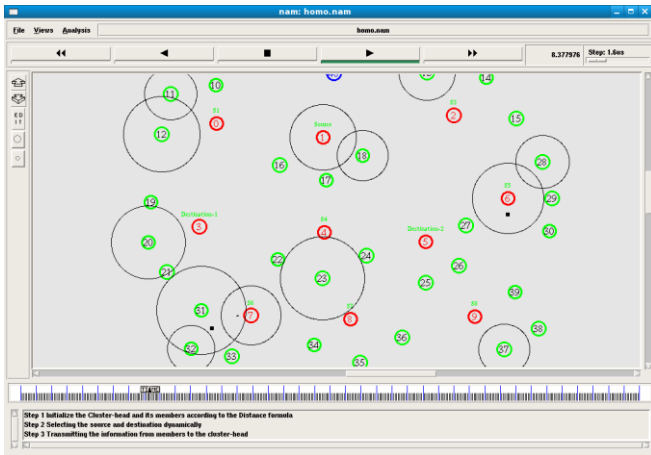 nam: homo.nam
File Views Analysis homo.nam
8.377976 Step: 1.6us
ED
IT
10 14
11
S1 S3
12 0 2 15
Source
1
18 28
16
17 S5
6 29
19
Destination-1 S4 Destination-2 27 30
3 4
20 5
22 24 26
21 23 25
39
31 S6
7 8 9
38
34 36
32 33 35 37
Step 1 Initialize the Cluster-head and its members according to the Distance formula
Step 2 Selecting the source and destination dynamically
Step 3 Transmitting the information from members to the cluster-head